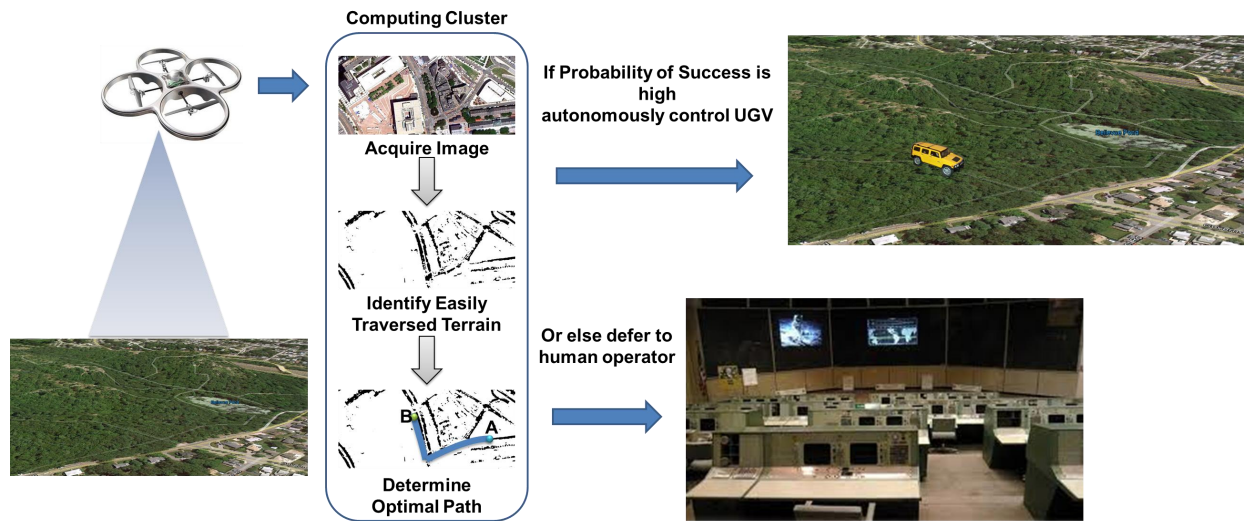 Computing Cluster
Acquire Image
Identify Easily
Traversed Terrain
B
A
Determine
Optimal Path
If Probability of Success is
high
autonomously control UGV
Or else defer to
human operator